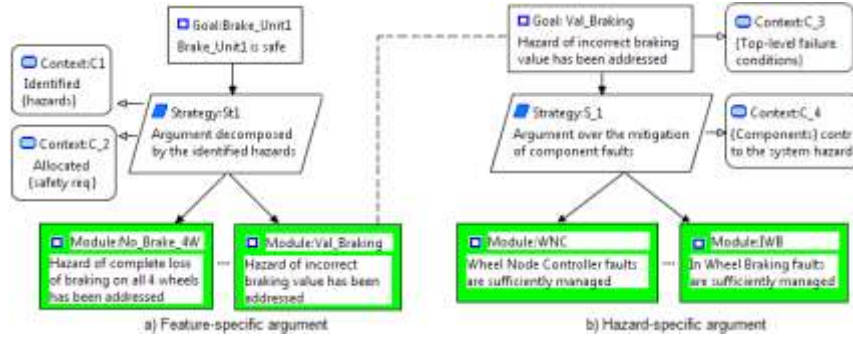 Goal:Brake_Unit1
Brake_Unit1 is safe
Context:C1
Identified
{hazards}
Strategy:St1
Argument decomposed
by the identified hazards
Context:C_2
Allocated
{safety req}
Module:No_Brake_4W
Hazard of complete loss
of braking on all 4 wheels
has been addressed
...
Module:Val_Braking
Hazard of incorrect
braking value has been
addressed
a) Feature-specific argument
Goal: Val_Braking
Hazard of incorrect braking
value has been addressed
Context:C_3
{Top-level failure
conditions}
Strategy:S_1
Argument over the mitigation
of component faults
Context:C_4
{Components} contr
to the system hazard
Module:WNC
Wheel Node Controller faults
are sufficiently managed
...
Module:IWB
In Wheel Braking faults
are sufficiently managed
b) Hazard-specific argument